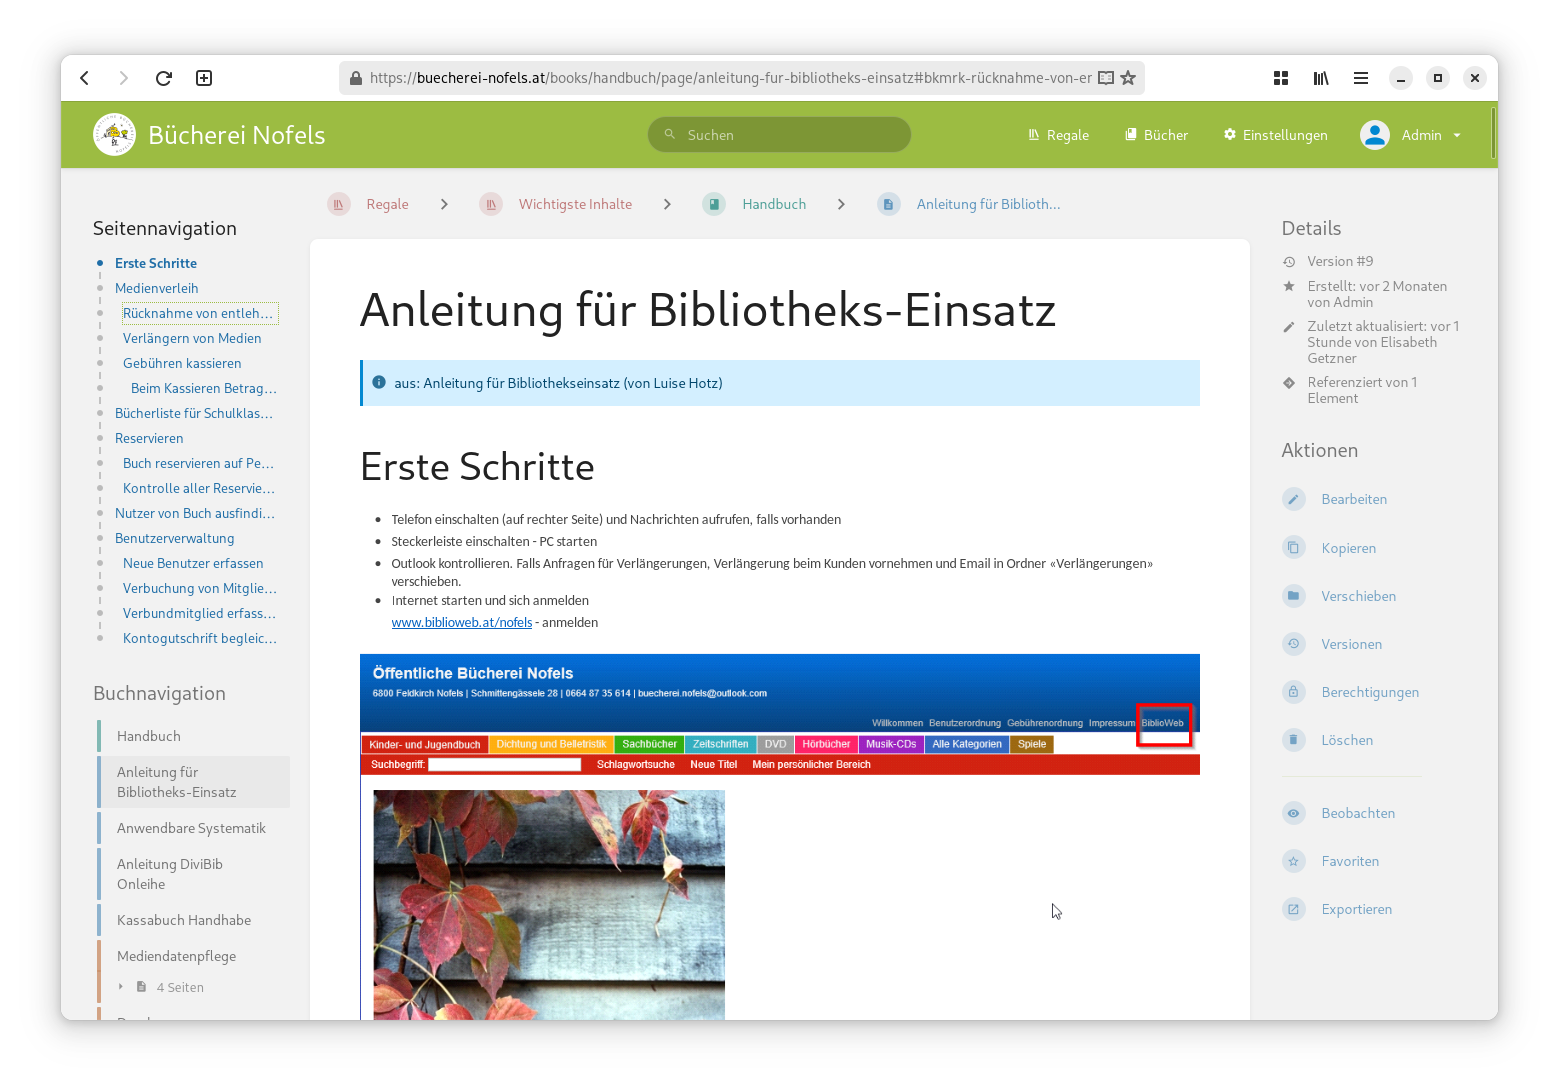 https://buecherei-nofels.at/books/handbuch/page/anleitung-fur-bibliotheks-einsatz#bkmrk-rücknahme-von-er
Bücherei Nofels
Suchen
Regale
Bücher
Einstellungen
Admin
Regale
Wichtigste Inhalte
Handbuch
Anleitung für Biblioth...
Seitennavigation
Erste Schritte
Medienverleih
Rücknahme von entleh...
Verlängern von Medien
Gebühren kassieren
Beim Kassieren Betrag...
Bücherliste für Schulklas...
Reservieren
Buch reservieren auf Pe...
Kontrolle aller Reservie...
Nutzer von Buch ausfindi...
Benutzerverwaltung
Neue Benutzer erfassen
Verbuchung von Mitglie...
Verbundmitglied erfass...
Kontogutschrift begleic...
Buchnavigation
Handbuch
Anleitung für
Bibliotheks-Einsatz
Anwendbare Systematik
Anleitung DiviBib
Onleihe
Kassabuch Handhabe
Mediendatenpflege
4 Seiten
Anleitung für Bibliotheks-Einsatz
aus: Anleitung für Bibliothekseinsatz (von Luise Hotz)
Erste Schritte
Telefon einschalten (auf rechter Seite) und Nachrichten aufrufen, falls vorhanden
Steckerleiste einschalten - PC starten
Outlook kontrollieren. Falls Anfragen für Verlängerungen, Verlängerung beim Kunden vornehmen und Email in Ordner «Verlängerungen»
verschieben.
Internet starten und sich anmelden
www.biblioweb.at/nofels - anmelden
Öffentliche Bücherei Nofels
6800 Feldkirch Nofels | Schmittengässele 28 | 0664 87 35 614 | buecherei.nofels@outlook.com
Willkommen Benutzerordnung Gebührenordnung Impressum BiblioWeb
Kinder- und Jugendbuch Dichtung und Belletristik Sachbücher Zeitschriften DVD Hörbücher Musik-CDs Alle Kategorien Spiele
Suchbegriff: Schlagwortsuche Neue Titel Mein persönlicher Bereich
Details
Version #9
Erstellt: vor 2 Monaten
von Admin
Zuletzt aktualisiert: vor 1
Stunde von Elisabeth
Getzner
Referenziert von 1
Element
Aktionen
Bearbeiten
Kopieren
Verschieben
Versionen
Berechtigungen
Löschen
Beobachten
Favoriten
Exportieren